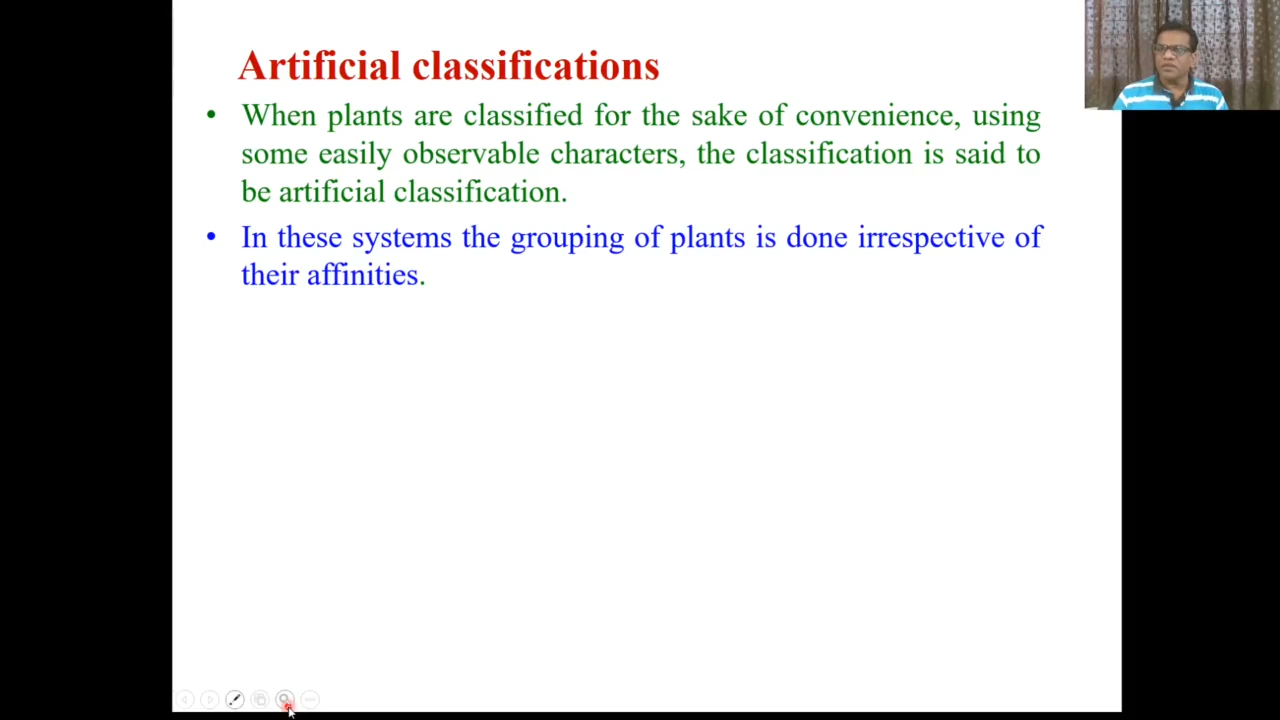 Artificial classifications
• When plants are classified for the sake of convenience, using
some easily observable characters, the classification is said to
be artificial classification.
• In these systems the grouping of plants is done irrespective of
their affinities.